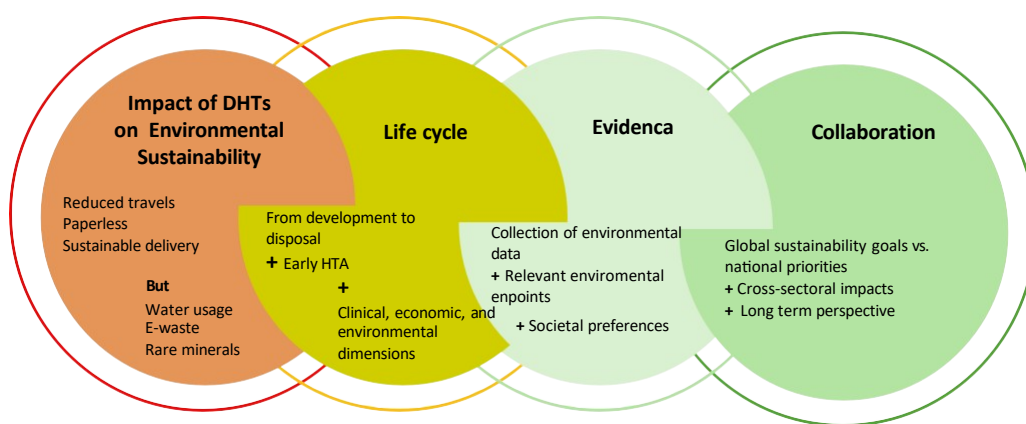 Impact of DHTs
on Environmental
Sustainability
Reduced travels
Paperless
Sustainable delivery
But
Water usage
E-waste
Rare minerals
Life cycle
From development to
disposal
+ Early HTA
+
Clinical, economic, and
environmental
dimensions
Evidenca
Collection of environmental
data
+ Relevant enviromental
enpoints
+ Societal preferences
Collaboration
Global sustainability goals vs.
national priorities
+ Cross-sectoral impacts
+ Long term perspective